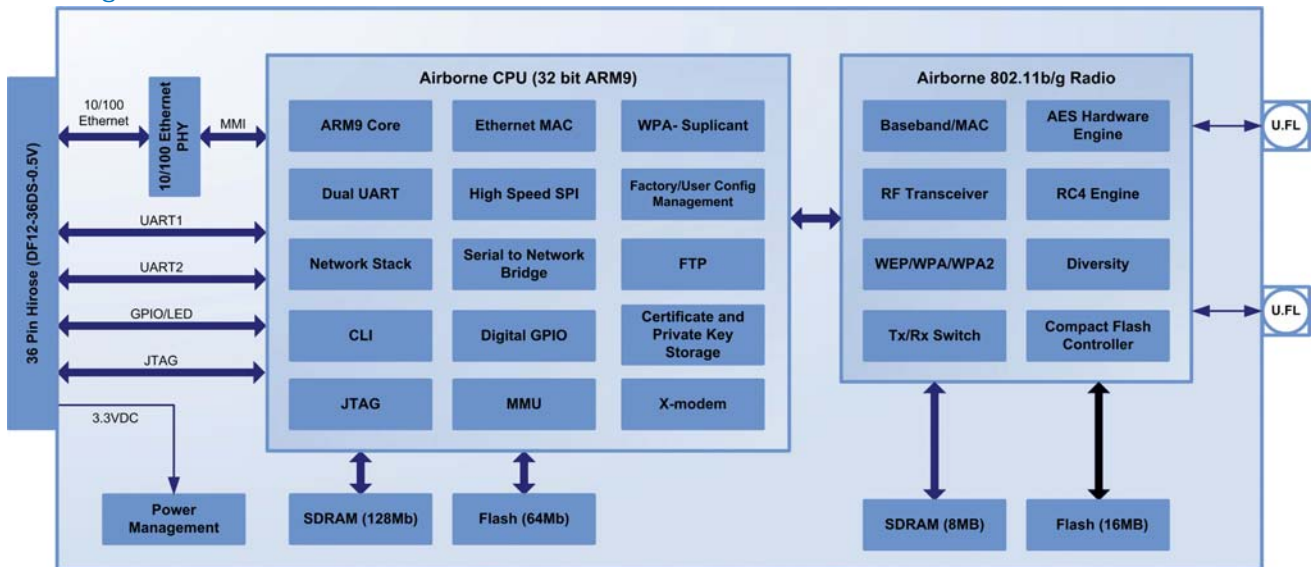 36 Pin Hirose (DF12-36DS-0.5V)
10/100
Ethernet
10/100 Ethernet
PHY
MMI
UART1
UART2
GPIO/LED
JTAG
3.3VDC
Power
Management
Airborne CPU (32 bit ARM9)
ARM9 Core
Ethernet MAC
WPA- Suplicant
Dual UART
High Speed SPI
Factory/User Config
Management
Network Stack
Serial to Network
Bridge
FTP
CLI
Digital GPIO
Certificate and
Private Key
Storage
JTAG
MMU
X-modem
SDRAM (128Mb)
Flash (64Mb)
Airborne 802.11b/g Radio
Baseband/MAC
AES Hardware
Engine
RF Transceiver
RC4 Engine
WEP/WPA/WPA2
Diversity
Tx/Rx Switch
Compact Flash
Controller
SDRAM (8MB)
Flash (16MB)
U.FL
U.FL